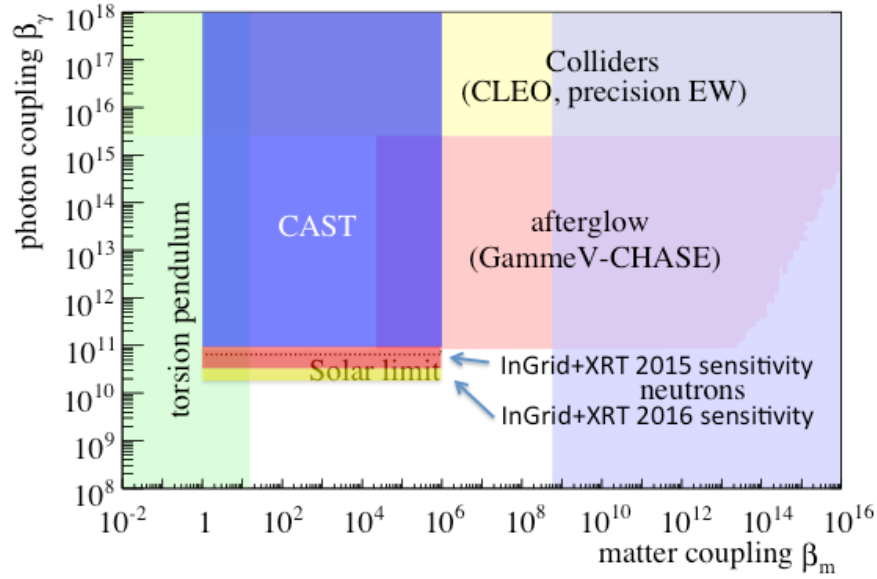 photon coupling βγ
10^18
10^17
10^16
10^15
10^14
10^13
10^12
10^11
10^10
10^9
10^8
torsion pendulum
Colliders
(CLEO, precision EW)
CAST
afterglow
(GammeV-CHASE)
Solar limit
InGrid+XRT 2015 sensitivity
neutrons
InGrid+XRT 2016 sensitivity
10^-2
1
10^2
10^4
10^6
10^8
10^10
10^12
10^14
10^16
matter coupling βm